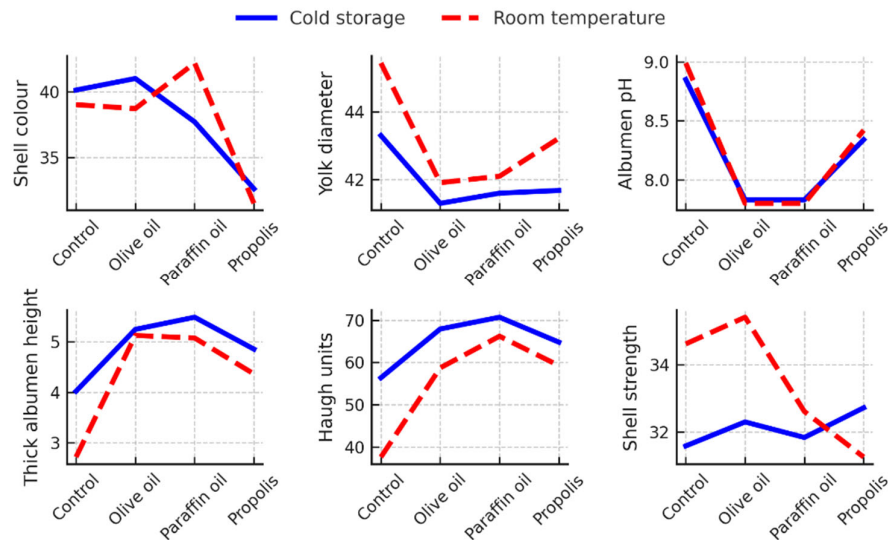 Cold storage Room temperature
Shell colour
40
35
Control Olive oil Paraffin oil Propolis
Yolk diameter
44
42
Control Olive oil Paraffin oil Propolis
Albumen pH
9.0
8.5
8.0
Control Olive oil Paraffin oil Propolis
Thick albumen height
5
4
3
Control Olive oil Paraffin oil Propolis
Haugh units
70
60
50
40
Control Olive oil Paraffin oil Propolis
Shell strength
34
32
Control Olive oil Paraffin oil Propolis